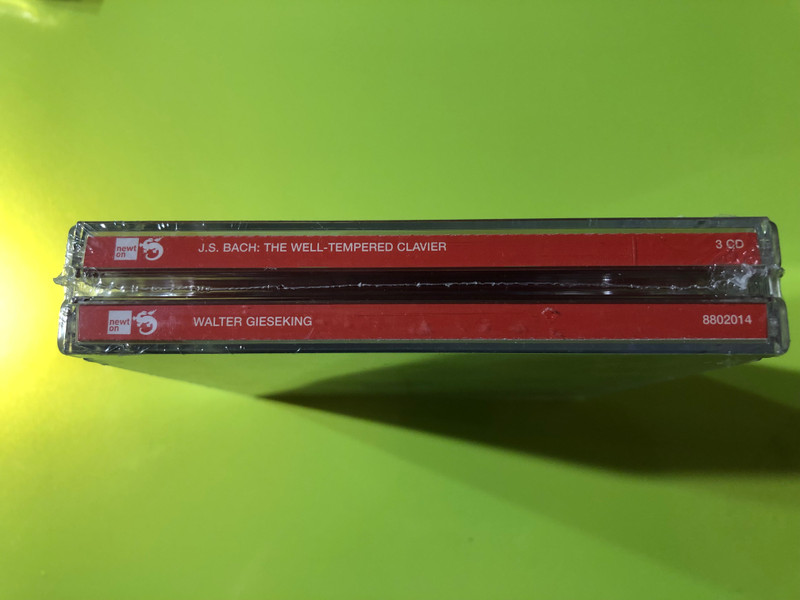 newt
on
J.S. BACH: THE WELL-TEMPERED CLAVIER
3 CD
newt
on
WALTER GIESEKING
8802014